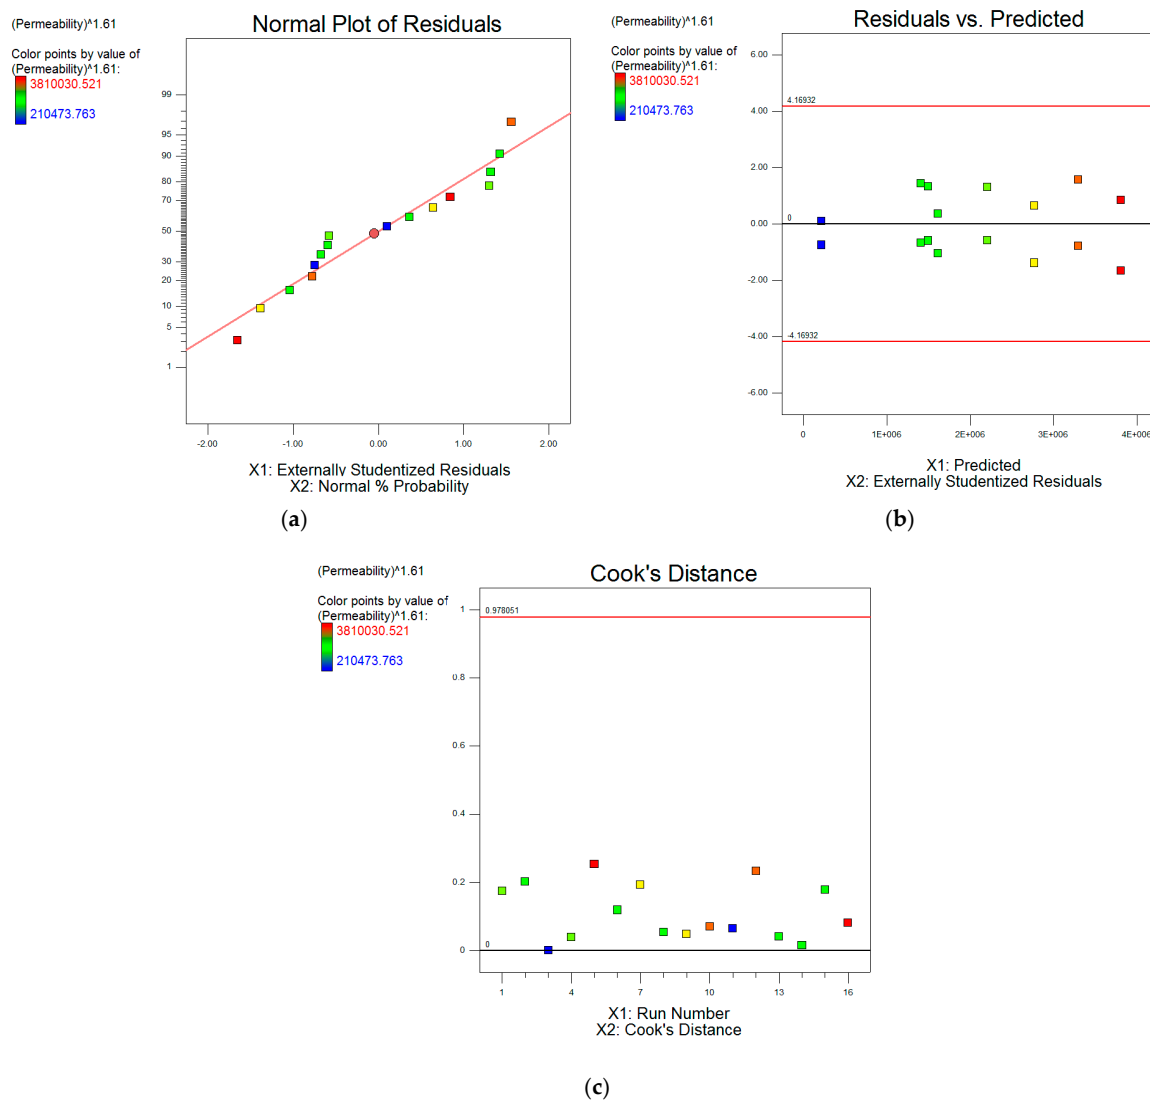 (Permeability)^1.61
Normal Plot of Residuals
Color points by value of
(Permeability)^1.61:
3810030.521
210473.763
99
95
90
80
70
50
30
20
10
5
1
-2.00
-1.00
0.00
1.00
2.00
X1: Externally Studentized Residuals
X2: Normal % Probability
(a)
(Permeability)^1.61
Residuals vs. Predicted
Color points by value of
(Permeability)^1.61:
3810030.521
210473.763
6.00
4.00
2.00
0.00
-2.00
-4.00
-6.00
4.16932
0
-4.16932
0
1E+006
2E+006
3E+006
4E+006
X1: Predicted
X2: Externally Studentized Residuals
(b)
(Permeability)^1.61
Cook's Distance
Color points by value of
(Permeability)^1.61:
3810030.521
210473.763
1
0.8
0.6
0.4
0.2
0
0.978051
0
1
4
7
10
13
16
X1: Run Number
X2: Cook's Distance
(c)